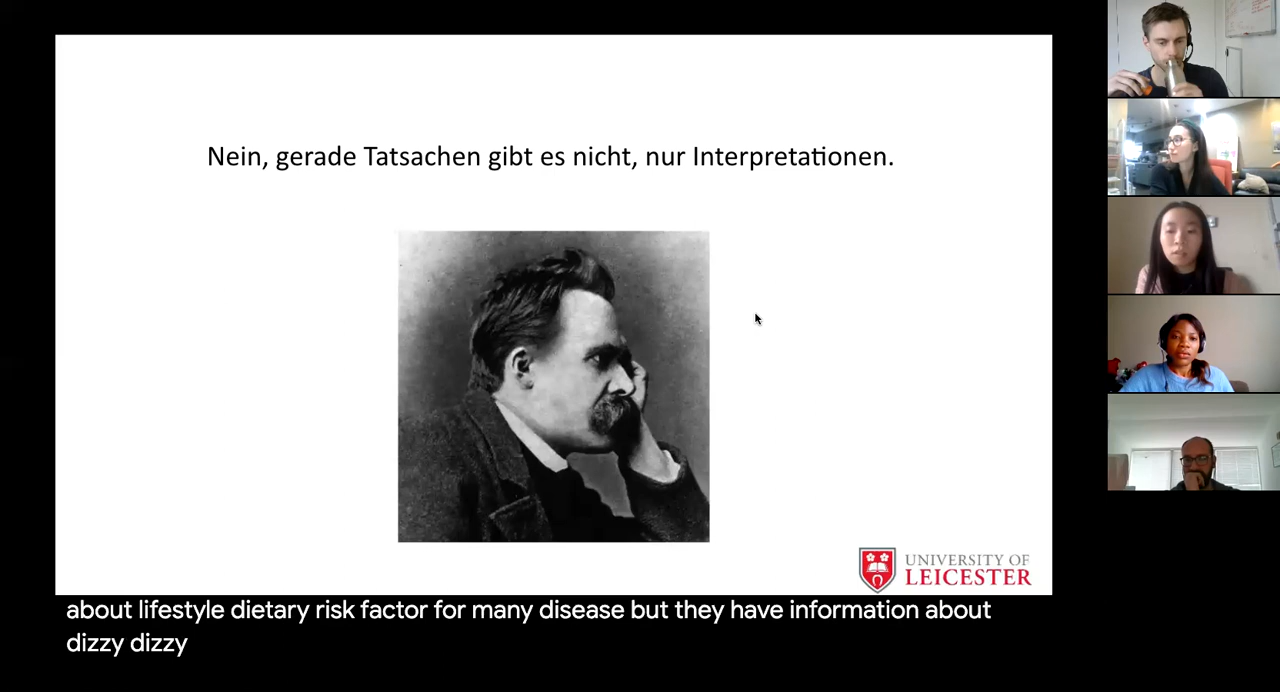 Nein, gerade Tatsachen gibt es nicht, nur Interpretationen.
UNIVERSITY OF
LEICESTER
about lifestyle dietary risk factor for many disease but they have information about
dizzy dizzy